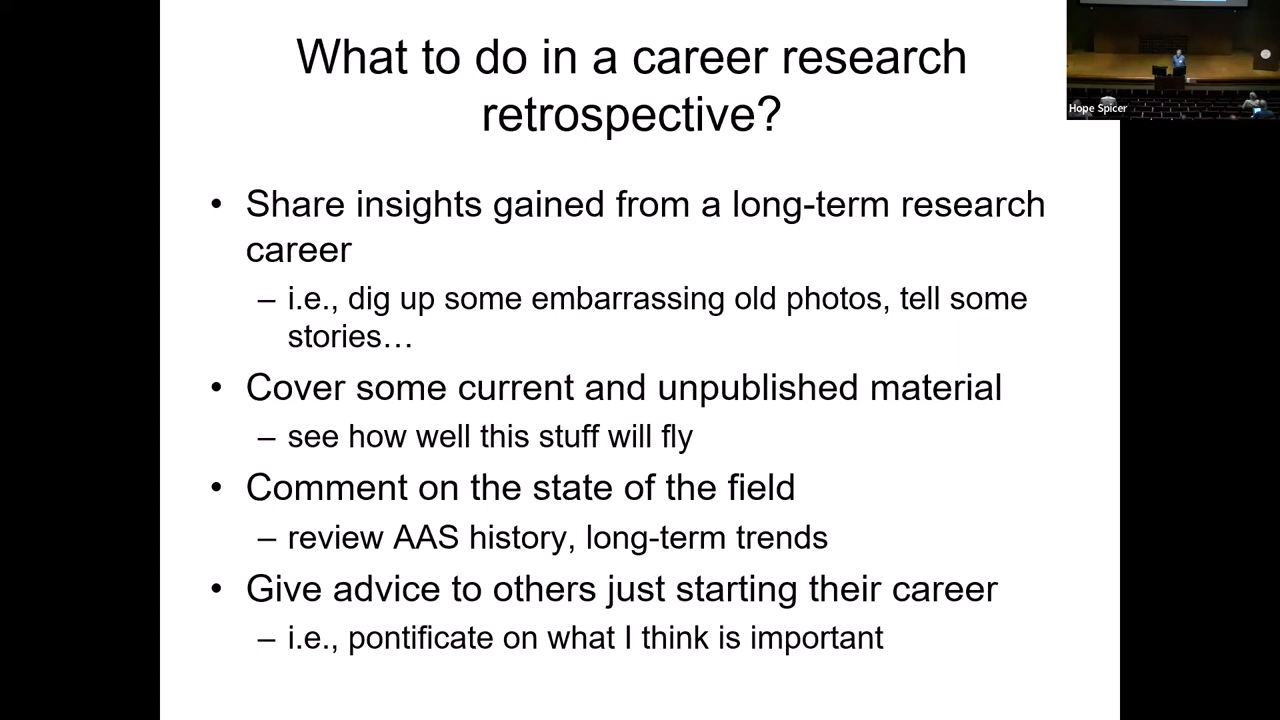 What to do in a career research
retrospective?
• Share insights gained from a long-term research
career
– i.e., dig up some embarrassing old photos, tell some
stories…
• Cover some current and unpublished material
– see how well this stuff will fly
• Comment on the state of the field
– review AAS history, long-term trends
• Give advice to others just starting their career
– i.e., pontificate on what I think is important
Hope Spicer